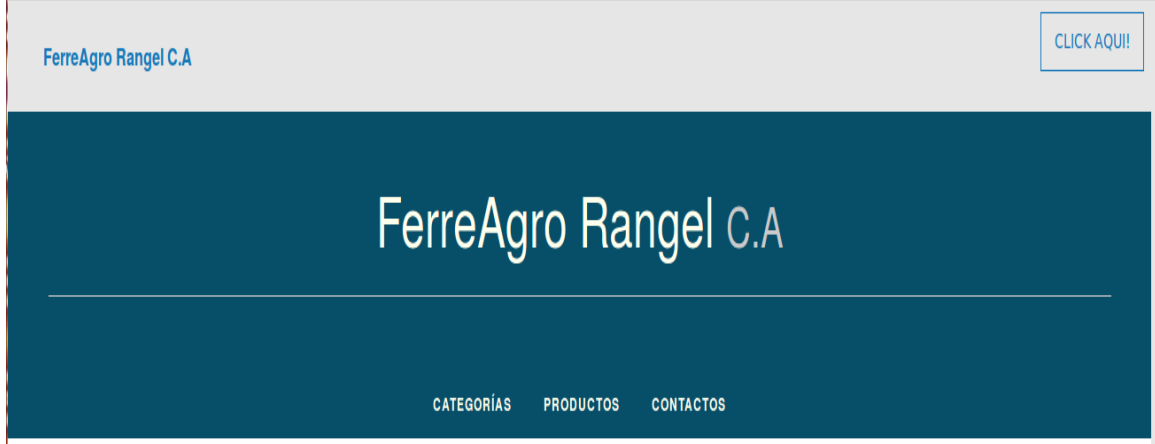 FerreAgro Rangel C.A
CLICK AQUI!
FerreAgro Rangel C.A
CATEGORÍAS PRODUCTOS CONTACTOS